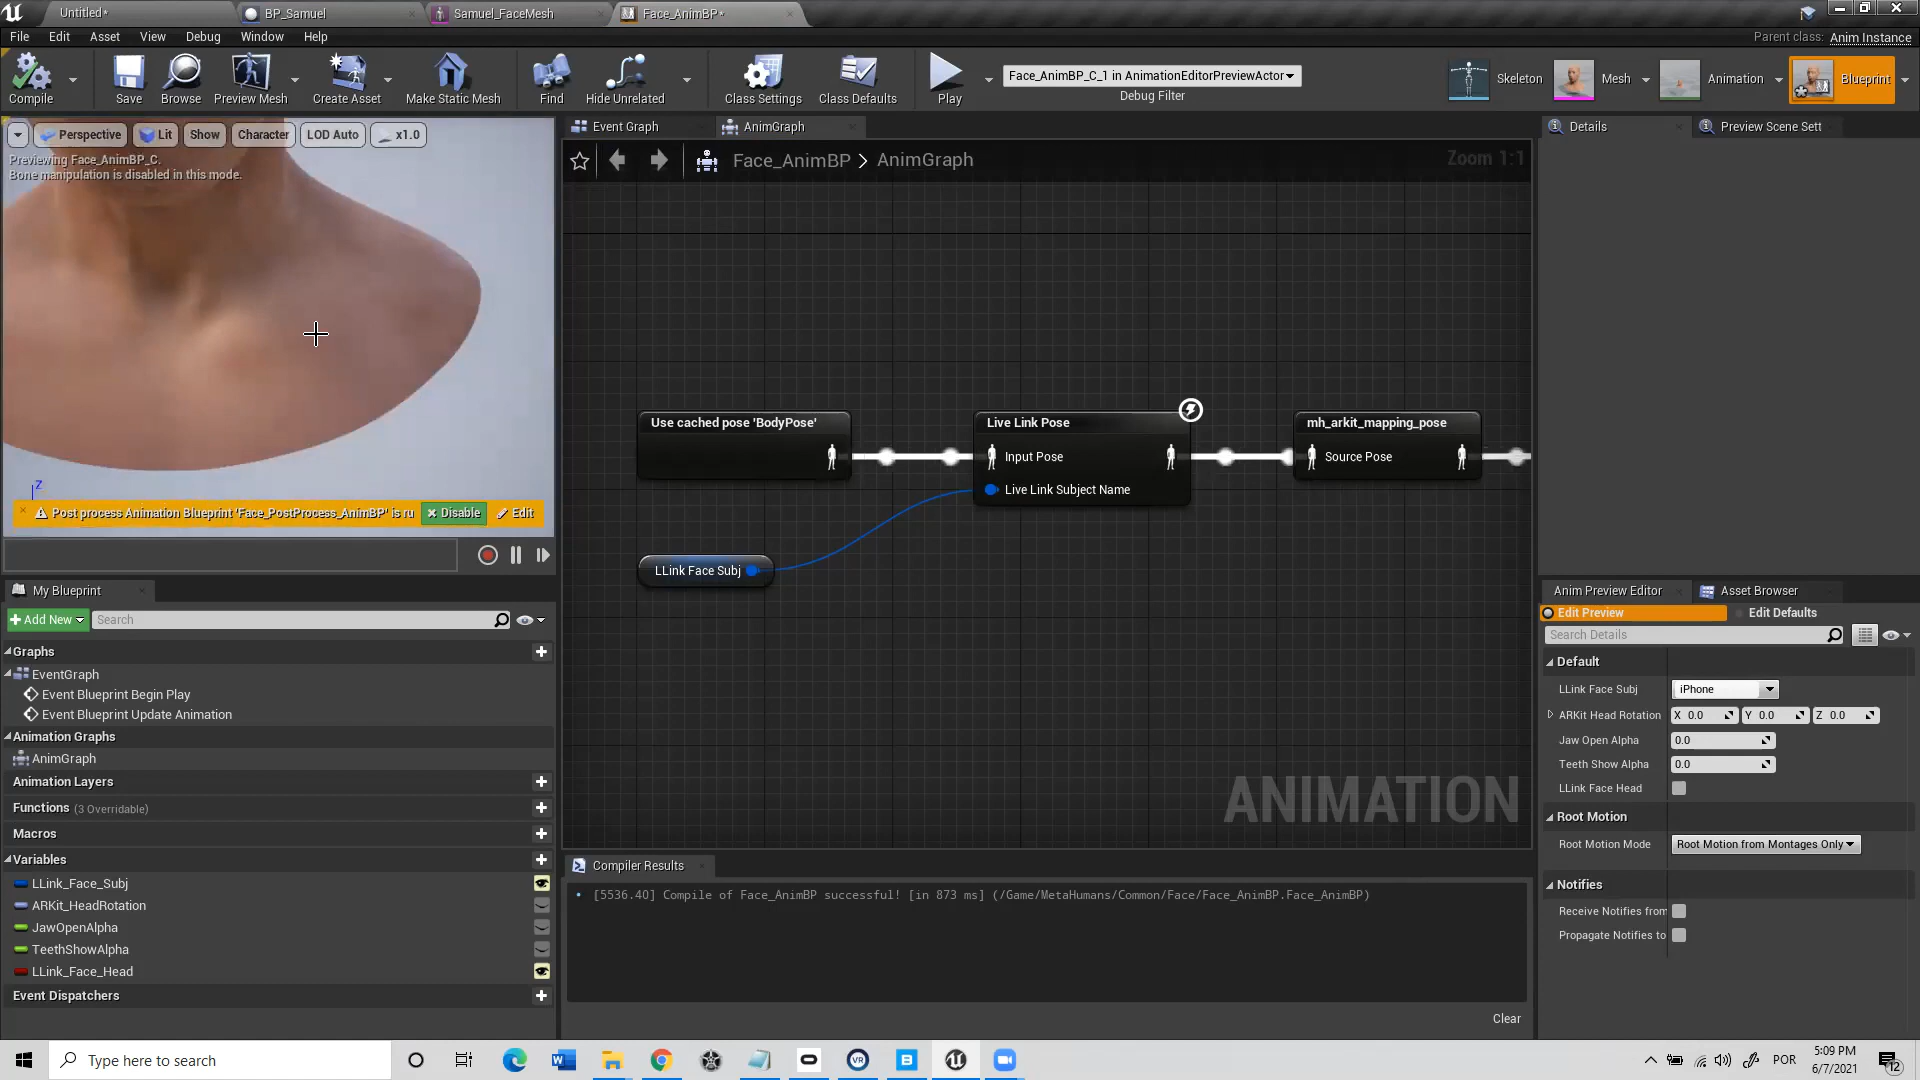 Untitled*
BP_Samuel
Samuel_FaceMesh
Face_AnimBP*
File Edit Asset View Debug Window Help
Parent class: Anim Instance
Compile
Save
Browse
Preview Mesh
Create Asset
Make Static Mesh
Find
Hide Unrelated
Class Settings
Class Defaults
Play
Face_AnimBP_C_1 in AnimationEditorPreviewActor
Debug Filter
Skeleton
Mesh
Animation
Blueprint
Perspective
Lit
Show
Character
LOD Auto
x1.0
Previewing Face_AnimBP_C.
Bone manipulation is disabled in this mode.
Z
Post process Animation Blueprint 'Face_PostProcess_AnimBP' is ru
Disable
Edit
Event Graph
AnimGraph
Face_AnimBP > AnimGraph
Zoom 1:1
Use cached pose 'BodyPose'
Live Link Pose
Input Pose
Live Link Subject Name
mh_arkit_mapping_pose
Source Pose
LLink Face Subj
ANIMATION
My Blueprint
Add New
Search
Graphs
EventGraph
Event Blueprint Begin Play
Event Blueprint Update Animation
Animation Graphs
AnimGraph
Animation Layers
Functions (3 Overridable)
Macros
Variables
LLink_Face_Subj
ARKit_HeadRotation
JawOpenAlpha
TeethShowAlpha
LLink_Face_Head
Event Dispatchers
Compiler Results
[5536.40] Compile of Face_AnimBP successful! [in 873 ms] (/Game/MetaHumans/Common/Face/Face_AnimBP.Face_AnimBP)
Clear
Details
Preview Scene Sett
Anim Preview Editor
Asset Browser
Edit Preview
Edit Defaults
Search Details
Default
LLink Face Subj iPhone
ARKit Head Rotation X 0.0 Y 0.0 Z 0.0
Jaw Open Alpha 0.0
Teeth Show Alpha 0.0
LLink Face Head
Root Motion
Root Motion Mode Root Motion from Montages Only
Notifies
Receive Notifies from
Propagate Notifies to
Type here to search
POR
5:09 PM
6/7/2021
12